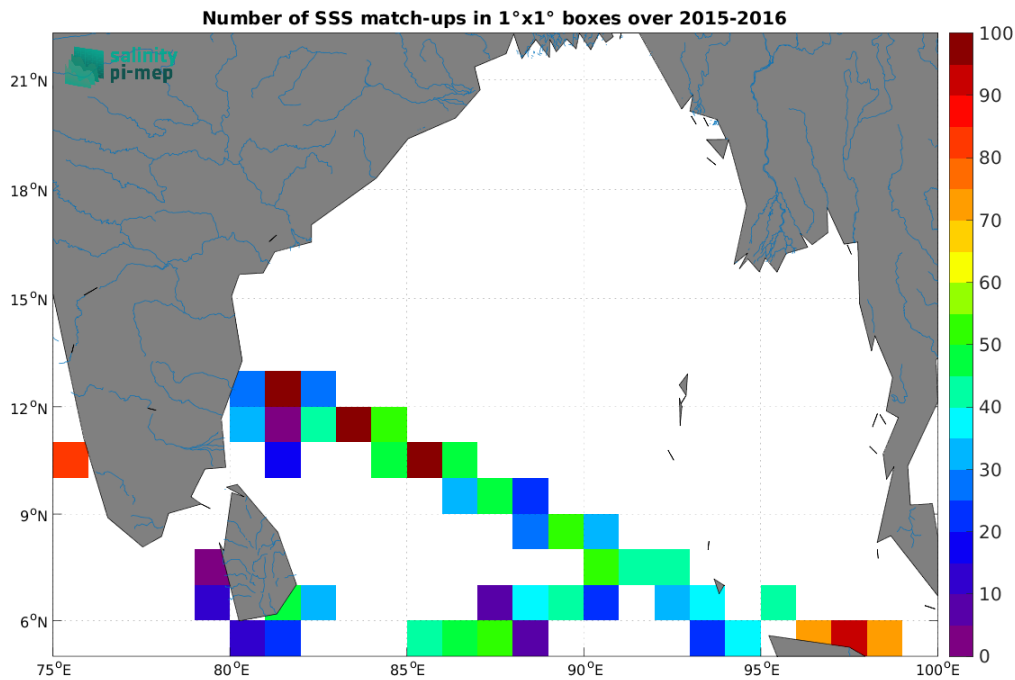 Number of SSS match-ups in 1°x1° boxes over 2015-2016
salinity
pi-mep
21°N
18°N
15°N
12°N
9°N
6°N
75°E 80°E 85°E 90°E 95°E 100°E
100
90
80
70
60
50
40
30
20
10
0